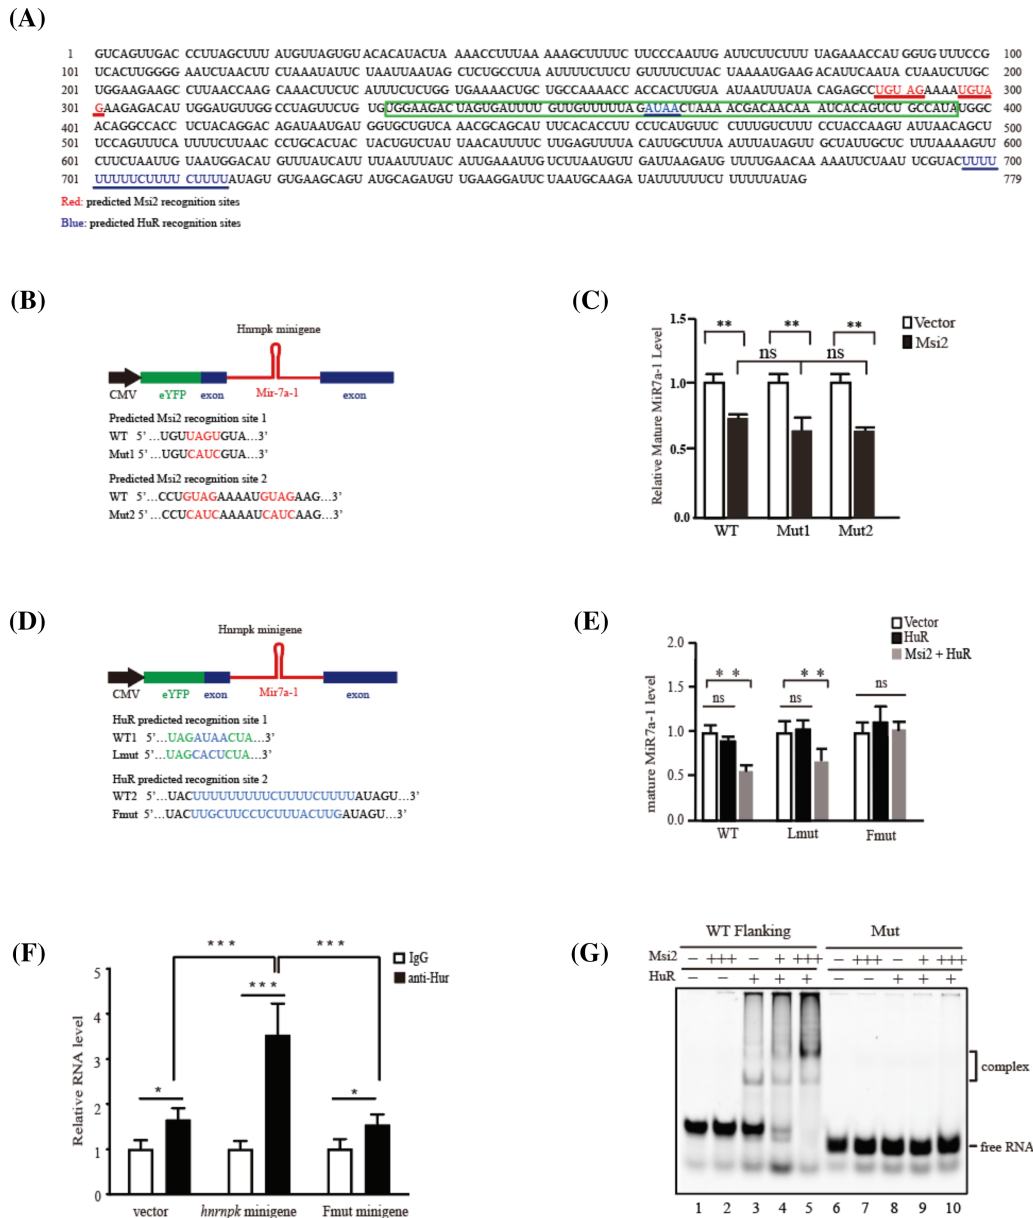 (A)
1 GUCAGUUGAC CCUUAGCUUU AUGUUAGUGU ACACAUACUA AAACCUUUAA AAAGCUUUUC UUCCCAAUUG AUUCUUCUUU UAGAAACCAU GGUGUUUCCG 100
101 UCACUUGGGG AAUCUAACUU CUAAAUAUUC UAAUUAAUAG CUCUGCCUUA AUUUUCUUCU GUUUUCUUAC UAAAAUGAAG ACAUUCAAUA CUAAUCUUGC 200
201 UGGAAGAAGC CUUAACCAAG CAAACUUCUC AUUUCUCUGG UGAAAACUGC UGCCAAAACC ACCACUUGUA AUAAUUUAUA CAGAGCCUGU AGAAAAUGUA 300
301 GAAGAGACAU UGGAUGUUGG CCUAGUUCUG UGUGGAAGAC UAGUGAUUUU GUUGUUUUUAG AUAACUAAA ACGACAACAA AUCACAGUCU GCCAUAUGGC 400
401 ACAGGCCACC UCUACAGGAC AGAUAAUGAU GGUGCUGUCA AACGCAGCAU UUCACACCUU CCUCAUGUUC CUUUGUCUUU CCUACCAAGU AUUAACAGCU
501 UCCAGUUUCA UUUUCUUAAC CCUGCACUAC UACUGUCUAU UAACAUUUUC UUUGAGUUUA CAUUGCUUUA AUUUAUAGUU GCUAUUGCUC UUUAAAAGUU 600
601 CUUCUAAUUG UUAUGGACAU GUUUAUCAUU UUAAUUUAUC AUUGAAAUUG UCUUAAUGUU GAUUAAGAUG UUUUGAACAA AAAUUCUAAU UCGUACUUUU 700
701 UUUUUCUUUU CUUUUAUAGU GUGAAGCAGU AUGCAGAUGU UGAAGGAUUC UAAUGCAAGA UAUUUUUUCU UUUUUAUAG 779
Red: predicted Msi2 recognition sites
Blue: predicted HuR recognition sites
(B)
Hnrnpk minigene
CMV eYFP exon Mir-7a-1 exon
Predicted Msi2 recognition site 1
WT 5’…UGUUAGUGUA…3’
Mut1 5’…UGUCAUCGUA…3’
Predicted Msi2 recognition site 2
WT 5’…CCUGUAGAAAAUGUAGAAG…3’
Mut2 5’…CCUCAUCAAAAUCAUCAAG…3’
(C)
Relative Mature MiR7a-1 Level
1.5
1.0
0.5
0.0
** ** **
ns ns
Vector
Msi2
WT Mut1 Mut2
(D)
Hnrnpk minigene
CMV eYFP exon Mir7a-1 exon
HuR predicted recognition site 1
WT1 5’…UAGAUAACUA…3’
Lmut 5’…UAGCACUCUA…3’
HuR predicted recognition site 2
WT2 5’…UACUUUUUUUUUCUUUUCUUUUAUAGU…3’
Fmut 5’…UACUUGCUUCCUCUUUACUUGAUAGU…3’
(E)
mature MiR7a-1 level
2.0
1.5
1.0
0.5
0.0
Vector
HuR
Msi2 + HuR
* * * * ns
ns ns
WT Lmut Fmut
(F)
Relative RNA level
5
4
3
2
1
0
*** ***
***
* *
IgG
anti-Hur
vector hnrnpk minigene Fmut minigene
(G)
WT Flanking Mut
Msi2 – +++ – + +++ – +++ – + +++
HuR – – + + + – – + + +
complex
free RNA
1 2 3 4 5 6 7 8 9 10